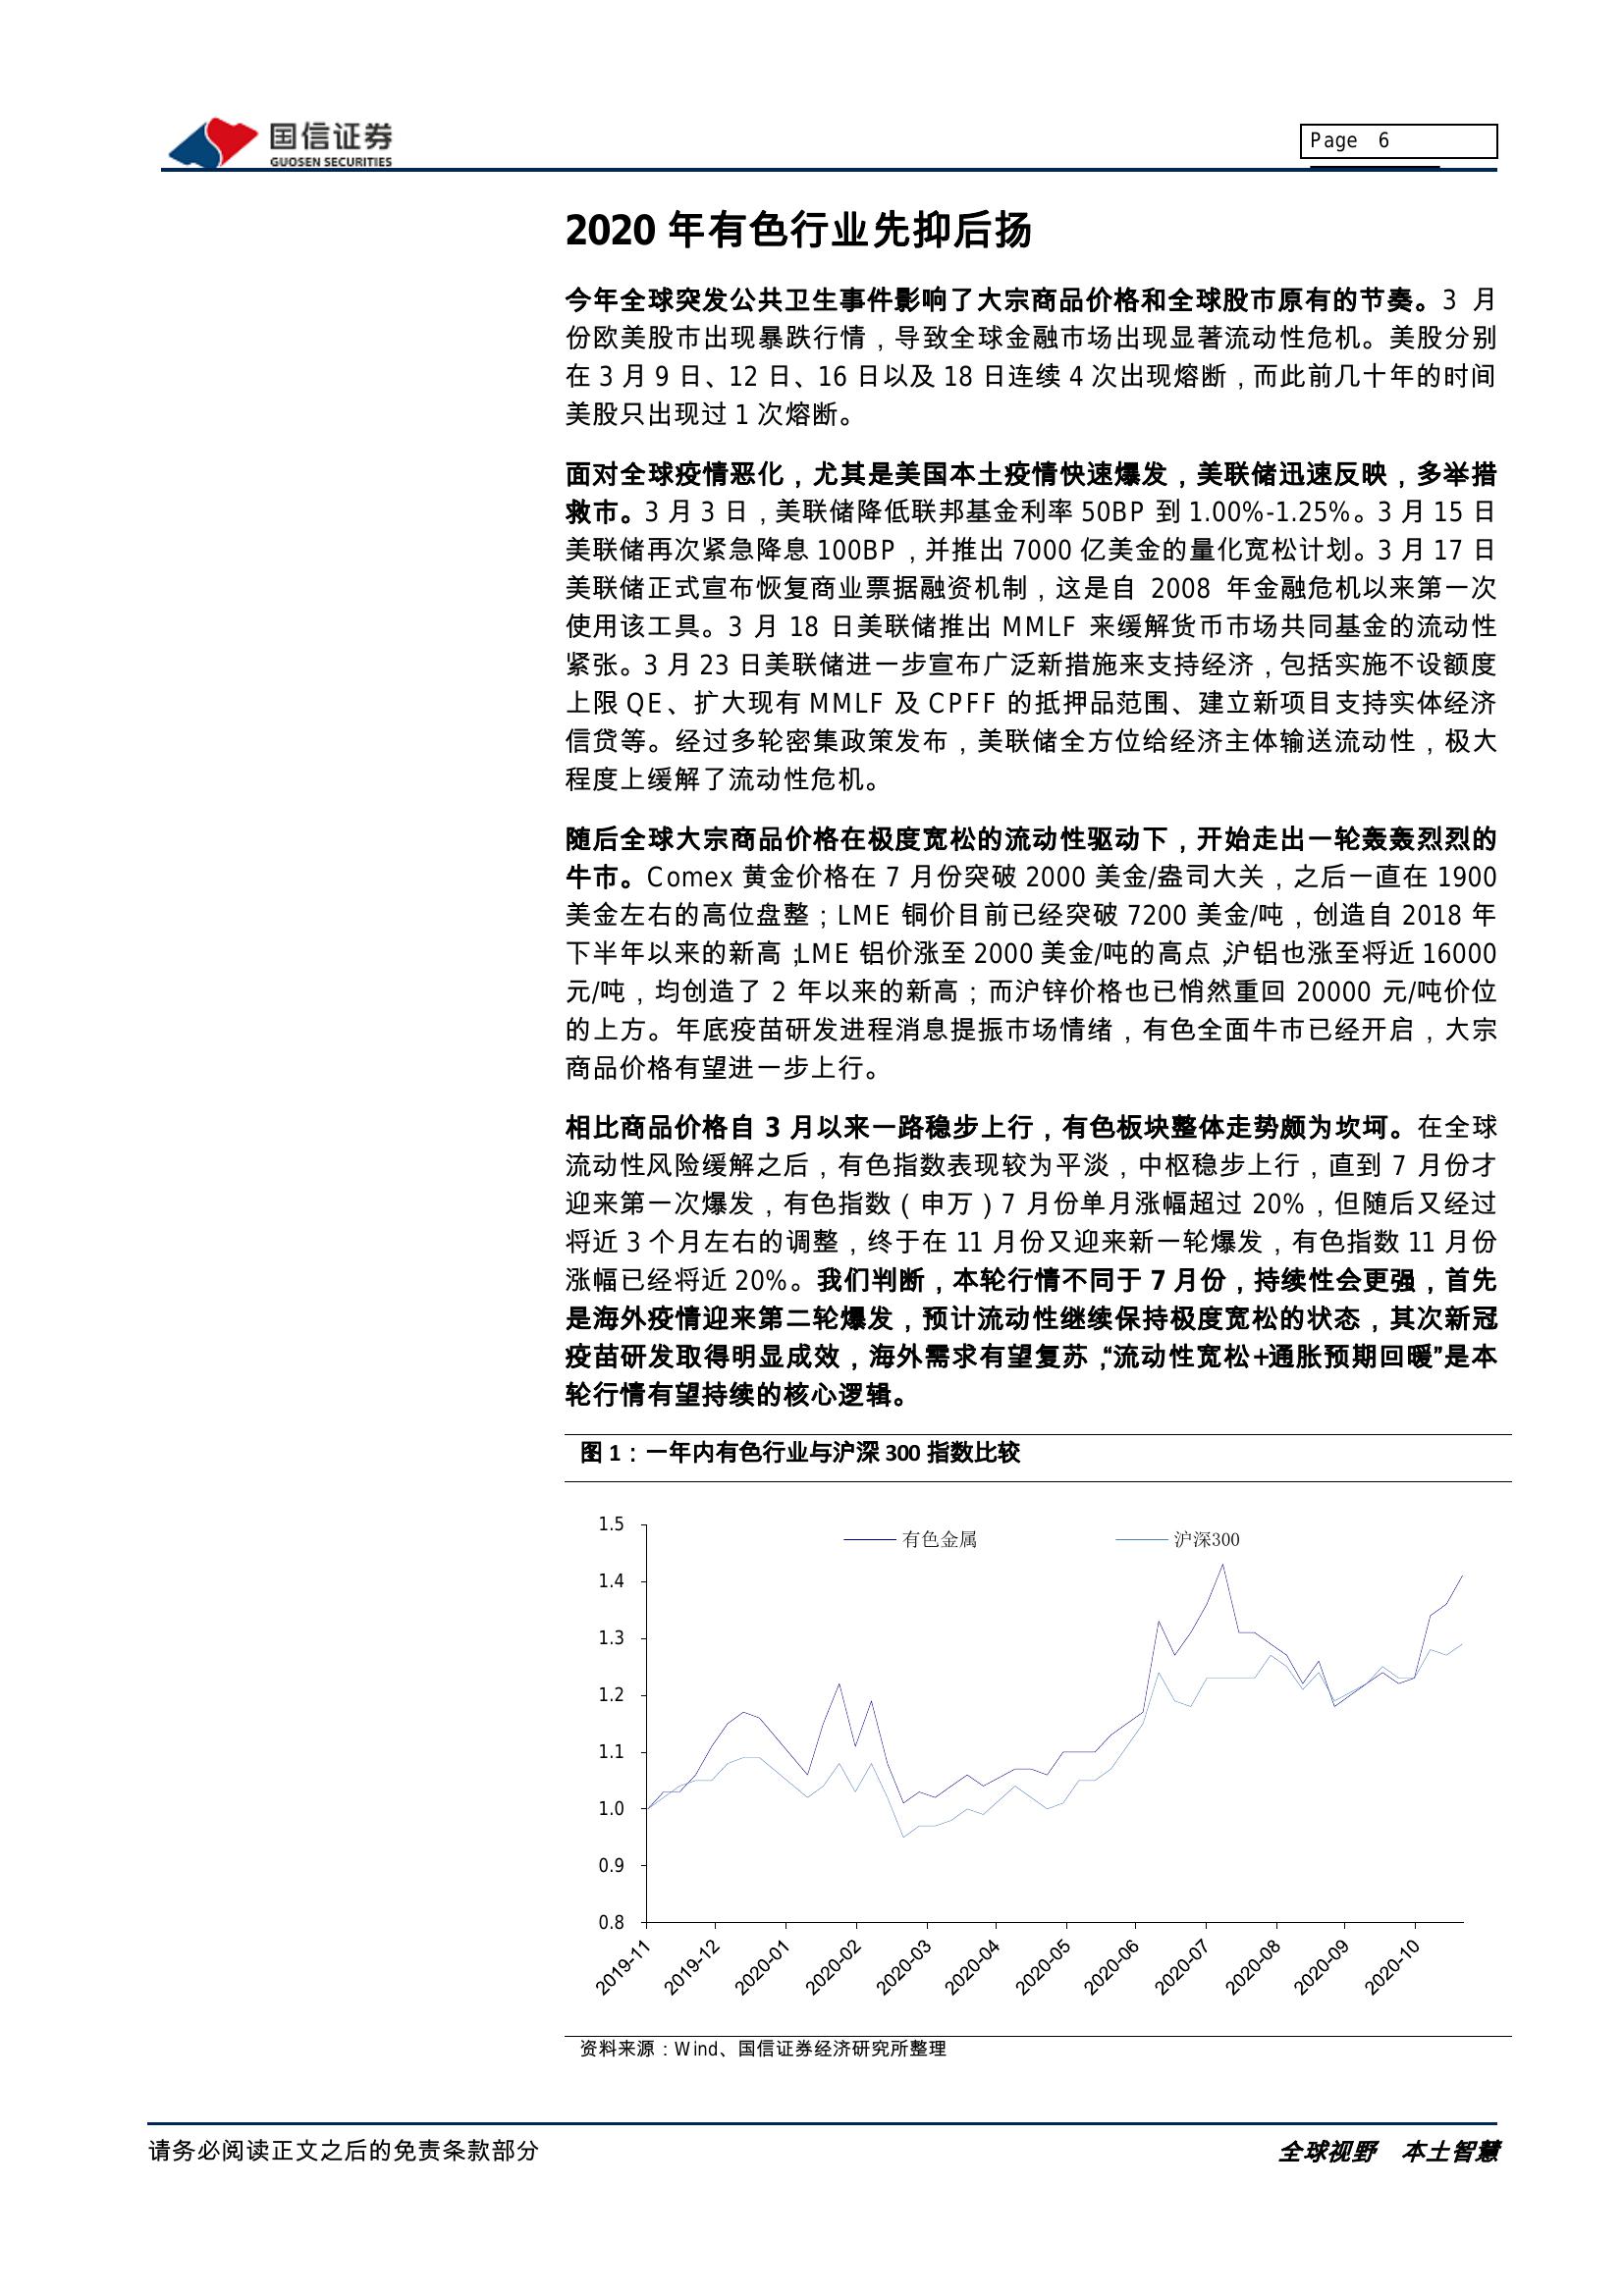 国信证券
GUOSEN SECURITIES
Page 6
2020 年有色行业先抑后扬
今年全球突发公共卫生事件影响了大宗商品价格和全球股市原有的节奏。3 月
份欧美股市出现暴跌行情，导致全球金融市场出现显著流动性危机。美股分别
在 3 月 9 日、12 日、16 日以及 18 日连续 4 次出现熔断，而此前几十年的时间
美股只出现过 1 次熔断。
面对全球疫情恶化，尤其是美国本土疫情快速爆发，美联储迅速反映，多举措
救市。3 月 3 日，美联储降低联邦基金利率 50BP 到 1.00%-1.25%。3 月 15 日
美联储再次紧急降息 100BP，并推出 7000 亿美金的量化宽松计划。3 月 17 日
美联储正式宣布恢复商业票据融资机制，这是自 2008 年金融危机以来第一次
使用该工具。3 月 18 日美联储推出 MMLF 来缓解货币市场共同基金的流动性
紧张。3 月 23 日美联储进一步宣布广泛新措施来支持经济，包括实施不设额度
上限 QE、扩大现有 MMLF 及 CPFF 的抵押品范围、建立新项目支持实体经济
信贷等。经过多轮密集政策发布，美联储全方位给经济主体输送流动性，极大
程度上缓解了流动性危机。
随后全球大宗商品价格在极度宽松的流动性驱动下，开始走出一轮轰轰烈烈的
牛市。Comex 黄金价格在 7 月份突破 2000 美金/盎司大关，之后一直在 1900
美金左右的高位盘整；LME 铜价目前已经突破 7200 美金/吨，创造自 2018 年
下半年以来的新高；LME 铝价涨至 2000 美金/吨的高点，沪铝也涨至将近 16000
元/吨，均创造了 2 年以来的新高；而沪锌价格也已悄然重回 20000 元/吨价位
的上方。年底疫苗研发进程消息提振市场情绪，有色全面牛市已经开启，大宗
商品价格有望进一步上行。
相比商品价格自 3 月以来一路稳步上行，有色板块整体走势颇为坎坷。在全球
流动性风险缓解之后，有色指数表现较为平淡，中枢稳步上行，直到 7 月份才
迎来第一次爆发，有色指数（申万）7 月份单月涨幅超过 20%，但随后又经过
将近 3 个月左右的调整，终于在 11 月份又迎来新一轮爆发，有色指数 11 月份
涨幅已经将近 20%。我们判断，本轮行情不同于 7 月份，持续性会更强，首先
是海外疫情迎来第二轮爆发，预计流动性继续保持极度宽松的状态，其次新冠
疫苗研发取得明显成效，海外需求有望复苏，“流动性宽松+通胀预期回暖”是本
轮行情有望持续的核心逻辑。
图 1：一年内有色行业与沪深 300 指数比较
有色金属
沪深300
1.5
1.4
1.3
1.2
1.1
1.0
0.9
0.8
2019-11
2019-12
2020-01
2020-02
2020-03
2020-04
2020-05
2020-06
2020-07
2020-08
2020-09
2020-10
资料来源：Wind、国信证券经济研究所整理
请务必阅读正文之后的免责条款部分
全球视野 本土智慧